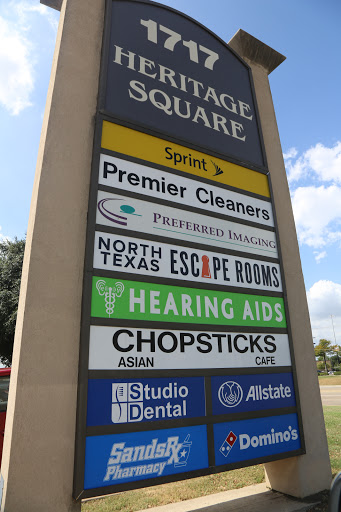 1717
HERITAGE
SQUARE
Sprint
Premier Cleaners
PREFERRED IMAGING
NORTH
TEXAS ESCAPE ROOMS
HEARING AIDS
CHOPSTICKS
ASIAN CAFE
Studio
Dental
Allstate
SandsRx
Pharmacy
Domino's